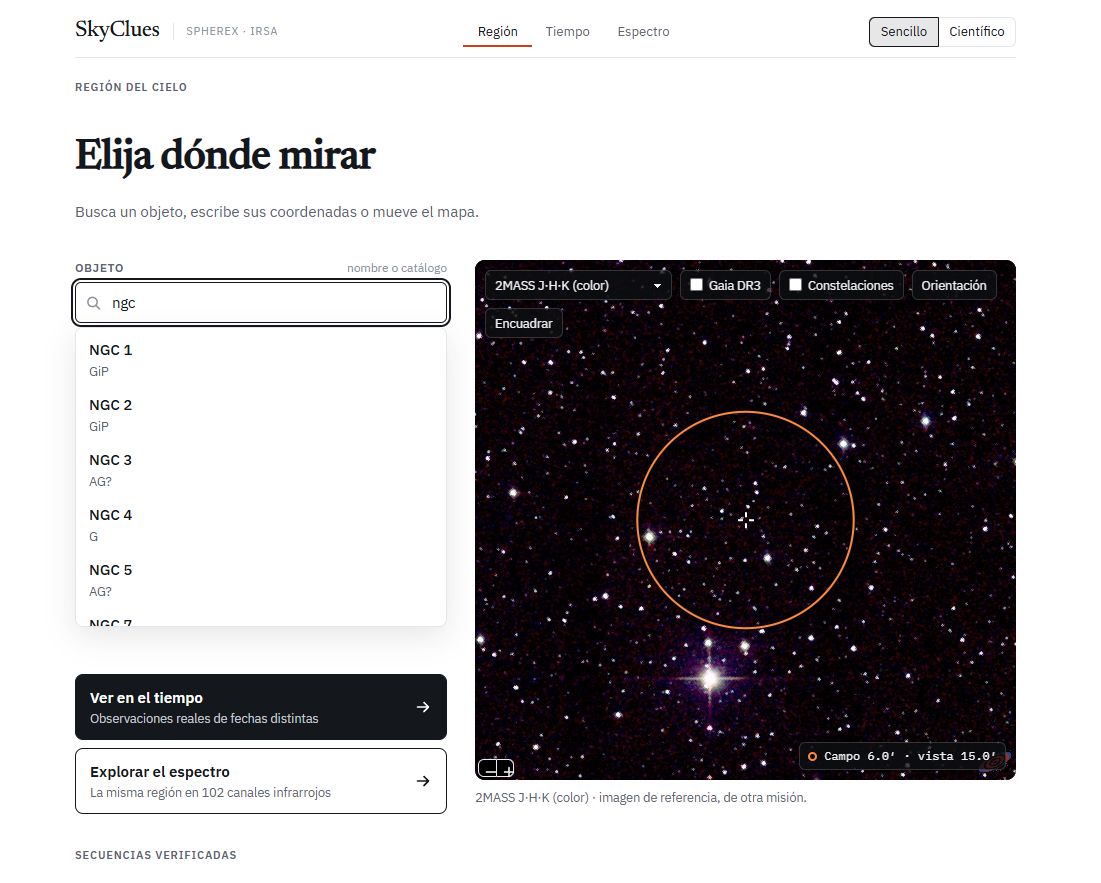 SkyClues
SPHEREX · IRSA
Región
Tiempo
Espectro
Sencillo
Científico
REGIÓN DEL CIELO
Elija dónde mirar
Busca un objeto, escribe sus coordenadas o mueve el mapa.
OBJETO
nombre o catálogo
ngc
NGC 1
GiP
NGC 2
GiP
NGC 3
AG?
NGC 4
G
NGC 5
AG?
NGC 7
Ver en el tiempo
Observaciones reales de fechas distintas
Explorar el espectro
La misma región en 102 canales infrarrojos
2MASS J·H·K (color)
Gaia DR3
Constelaciones
Orientación
Encuadrar
Campo 6.0′ · vista 15.0′
2MASS J·H·K (color) · imagen de referencia, de otra misión.
SECUENCIAS VERIFICADAS